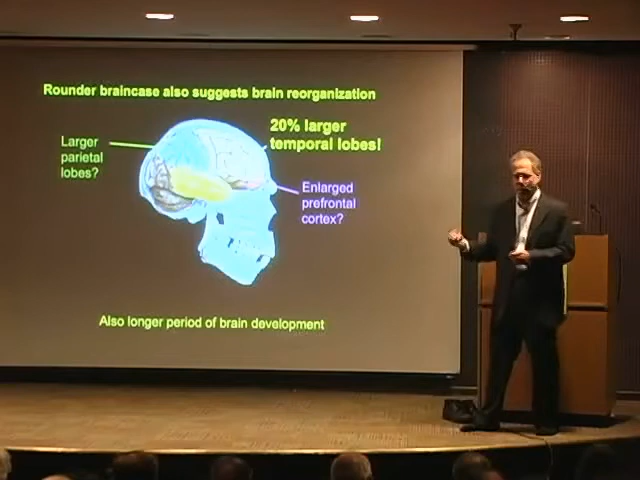 Rounder braincase also suggests brain reorganization
20% larger
temporal lobes!
Larger
parietal
lobes?
Enlarged
prefrontal
cortex?
Also longer period of brain development